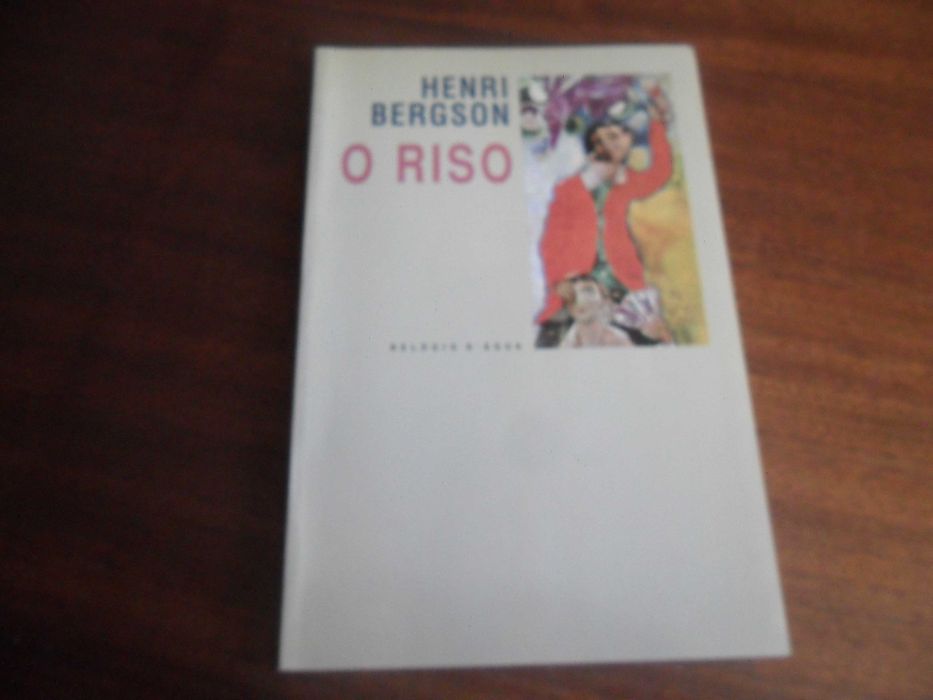 HENRI
BERGSON
O RISO
RELÓGIO D'ÁGUA